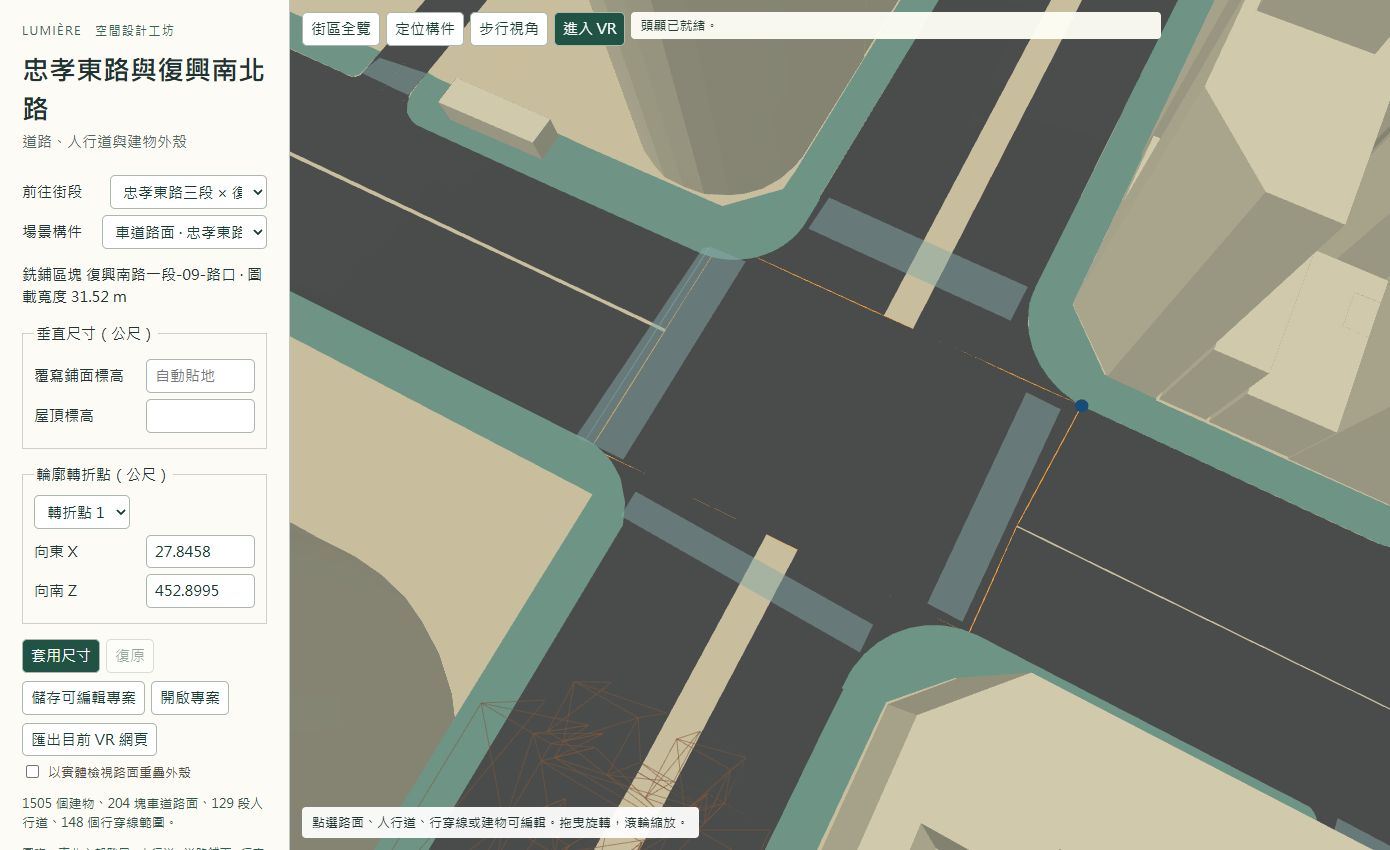 LUMIÈRE 空間設計工坊
忠孝東路與復興南北
路
道路、人行道與建物外殼
前往街段
忠孝東路三段 × 復
場景構件
車道路面 · 忠孝東路
銑鋪區塊 復興南路一段-09-路口 · 圖
載寬度 31.52 m
垂直尺寸（公尺）
覆寫鋪面標高
自動貼地
屋頂標高
輪廓轉折點（公尺）
轉折點 1
向東 X
27.8458
向南 Z
452.8995
套用尺寸
復原
儲存可編輯專案
開啟專案
匯出目前 VR 網頁
以實體檢視路面重疊外殼
1505 個建物、204 塊車道路面、129 段人
行道、148 個行穿線範圍。
街區全覽
定位構件
步行視角
進入 VR
頭顯已就緒。
點選路面、人行道、行穿線或建物可編輯。拖曳旋轉，滾輪縮放。